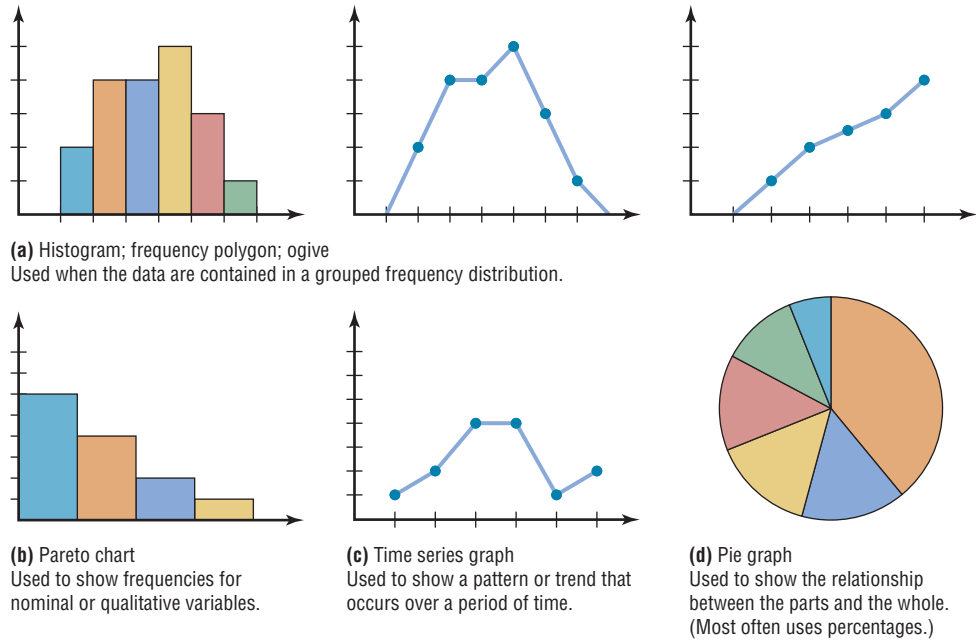 (a) Histogram; frequency polygon; ogive
Used when the data are contained in a grouped frequency distribution.
(b) Pareto chart
Used to show frequencies for
nominal or qualitative variables.
(c) Time series graph
Used to show a pattern or trend that
occurs over a period of time.
(d) Pie graph
Used to show the relationship
between the parts and the whole.
(Most often uses percentages.)